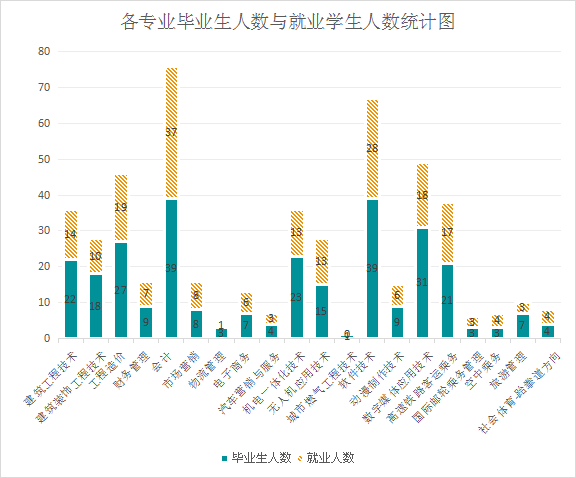 各专业毕业生人数与就业学生人数统计图
80
70
60
50
40
30
20
10
0
14
10
19
7
37
8
1
6
3
13
13
0
28
6
18
17
3
4
3
4
22
18
27
9
39
8
3
7
4
23
15
1
39
9
31
21
3
3
7
4
建筑工程技术
建筑装饰工程技术
工程造价
财务管理
会计
市场营销
物流管理
电子商务
汽车营销与服务
机电一体化技术
无人机应用技术
城市燃气工程技术
软件技术
动漫制作技术
数字媒体应用技术
高速铁路客运乘务
国际邮轮乘务管理
空中乘务
旅游管理
社会体育-跆拳道方向
毕业生人数 就业人数